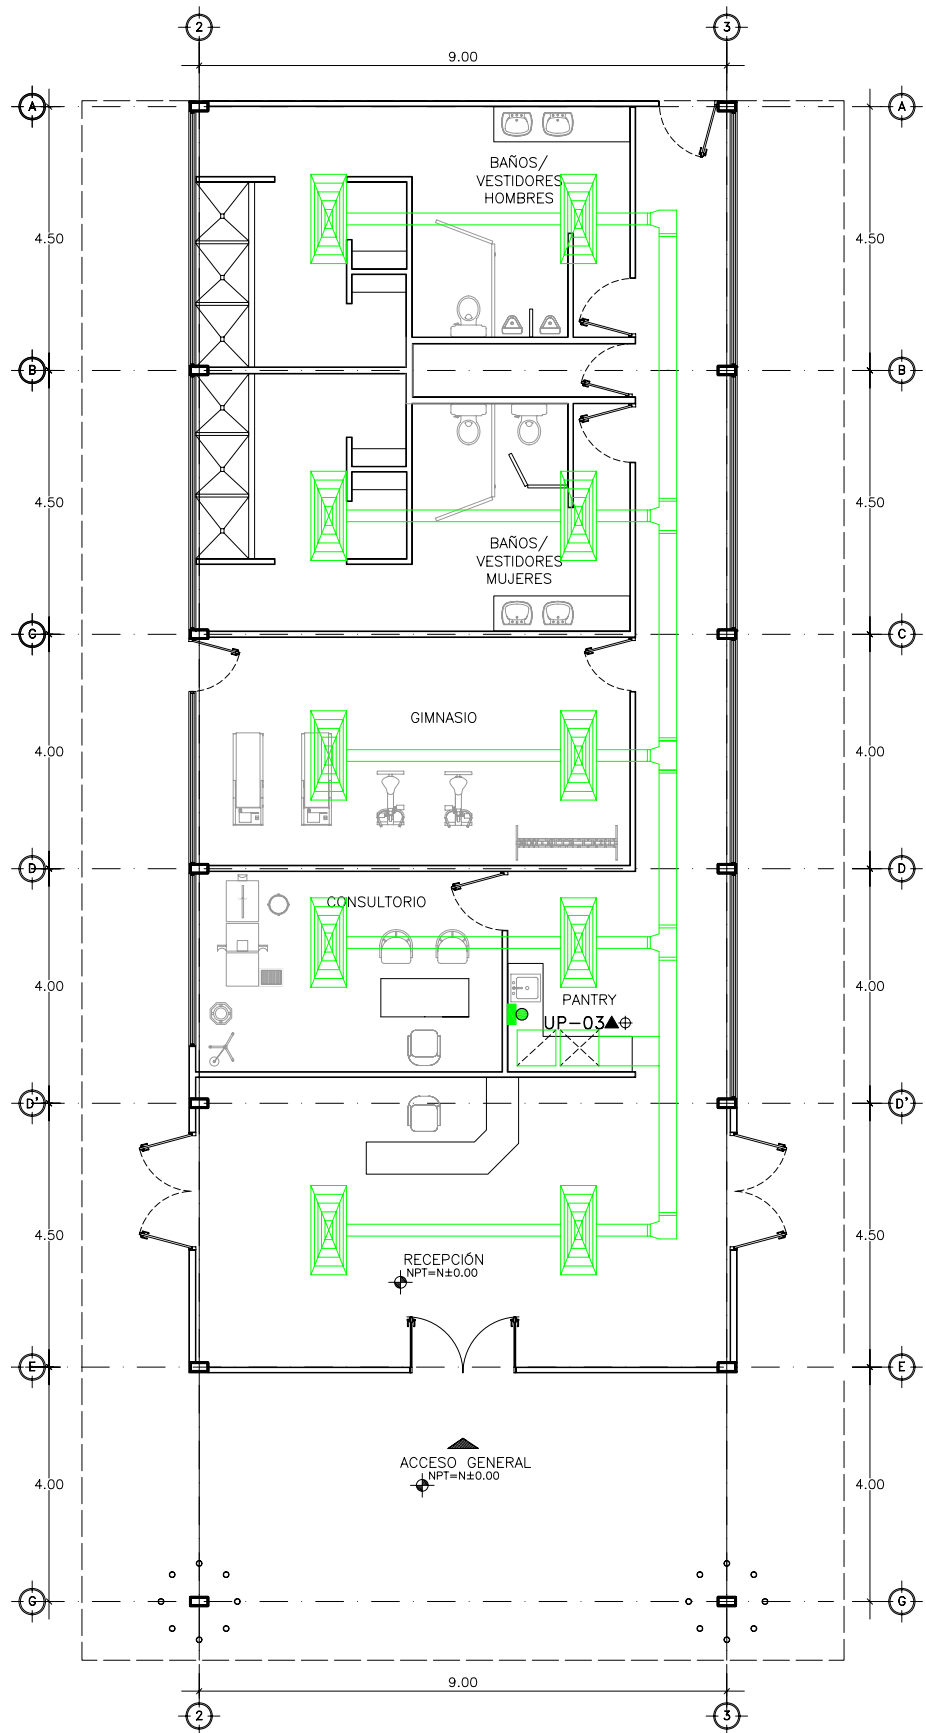 2
3
9.00
A
A
BAÑOS/
VESTIDORES
HOMBRES
4.50
4.50
B
B
4.50
4.50
BAÑOS/
VESTIDORES
MUJERES
C
C
GIMNASIO
4.00
4.00
D
D
CONSULTORIO
4.00
4.00
PANTRY
UP-03
D'
D'
4.50
4.50
RECEPCIÓN
NPT=N±0.00
E
E
ACCESO GENERAL
NPT=N±0.00
4.00
4.00
G
G
9.00
2
3